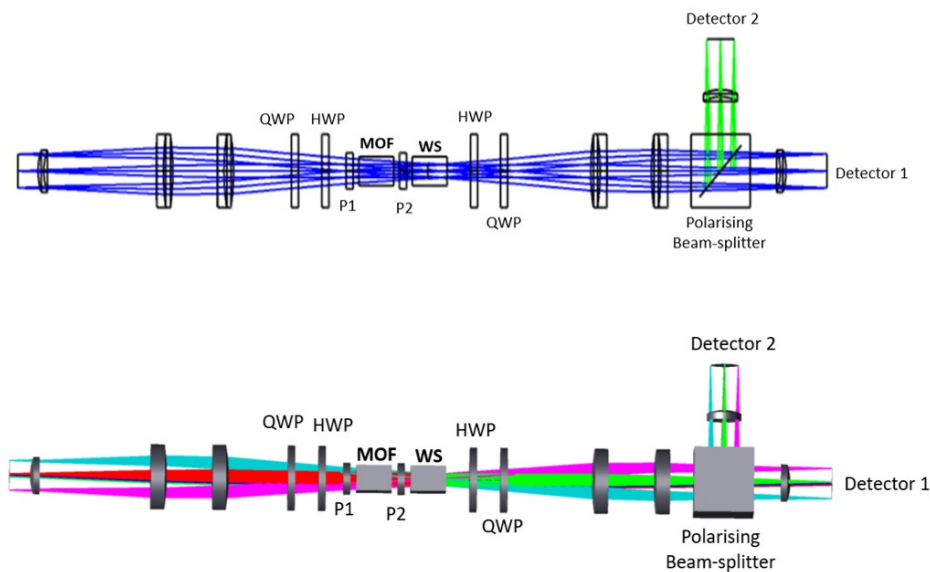 Detector 2
QWP HWP MOF WS HWP
Detector 1
P1 P2 QWP
Polarising
Beam-splitter
Detector 2
QWP HWP MOF WS HWP
Detector 1
P1 P2 QWP
Polarising
Beam-splitter